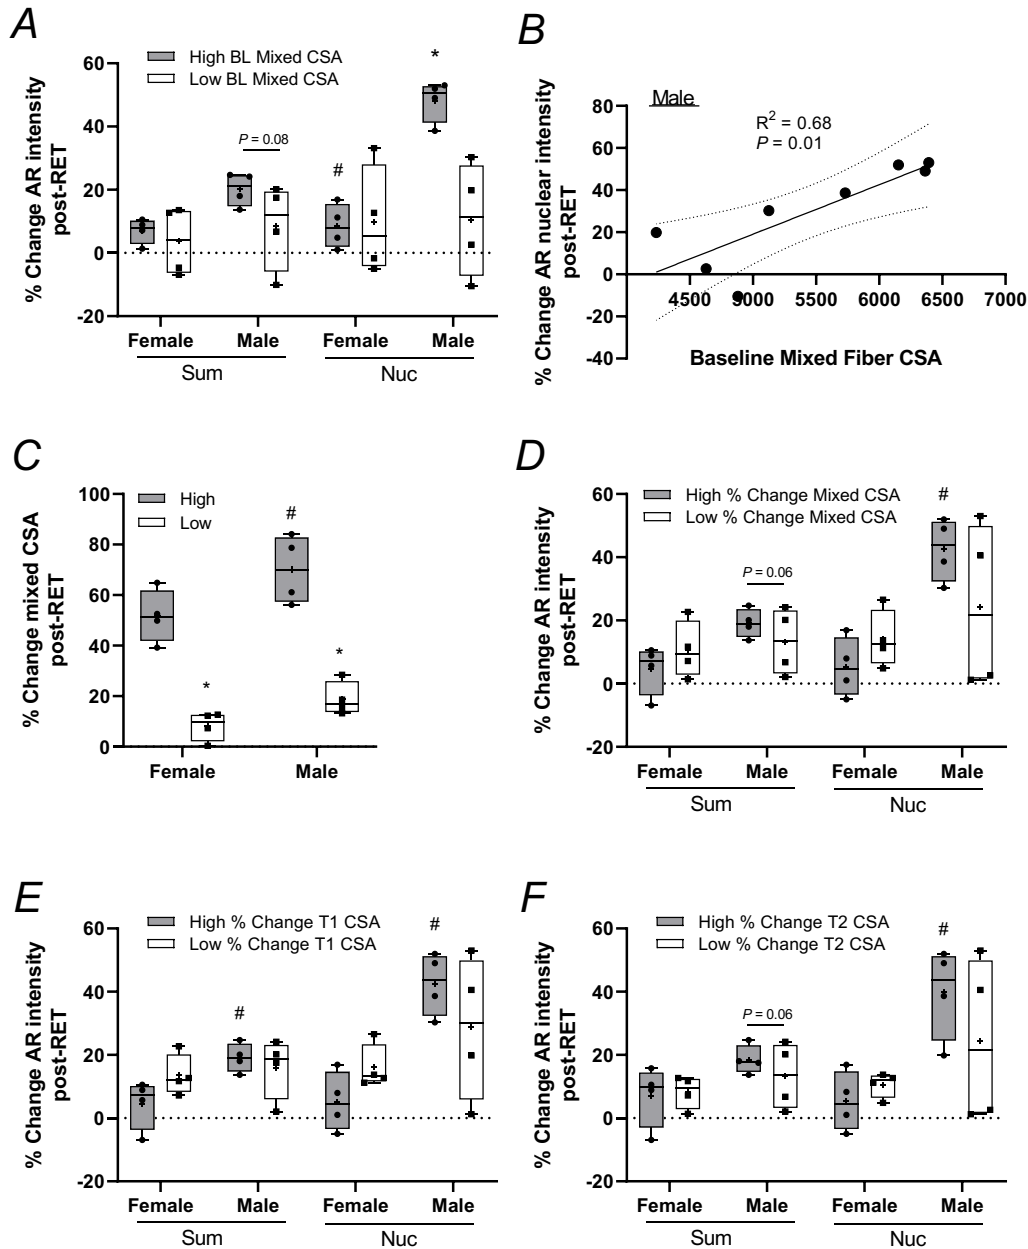 A
High BL Mixed CSA
Low BL Mixed CSA
% Change AR intensity
post-RET
60
40
20
0
-20
P = 0.08
#
*
Female
Male
Female
Male
Sum
Nuc
B
Male
R2 = 0.68
P = 0.01
% Change AR nuclear intensity
post-RET
80
60
40
20
0
-20
-40
4500
5000
5500
6000
6500
7000
Baseline Mixed Fiber CSA
C
High
Low
% Change mixed CSA
post-RET
100
80
60
40
20
0
*
#
*
Female
Male
D
High % Change Mixed CSA
Low % Change Mixed CSA
% Change AR intensity
post-RET
60
40
20
0
-20
P = 0.06
#
Female
Male
Female
Male
Sum
Nuc
E
High % Change T1 CSA
Low % Change T1 CSA
% Change AR intensity
post-RET
60
40
20
0
-20
#
#
Female
Male
Female
Male
Sum
Nuc
F
High % Change T2 CSA
Low % Change T2 CSA
% Change AR intensity
post-RET
60
40
20
0
-20
P = 0.06
#
Female
Male
Female
Male
Sum
Nuc